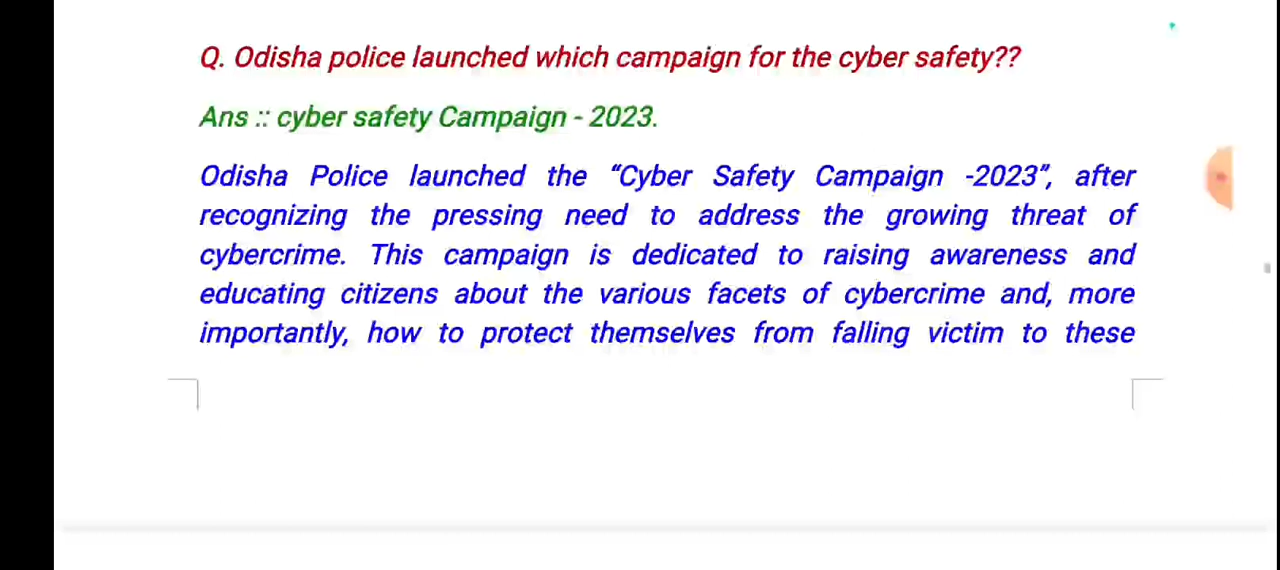 Q. Odisha police launched which campaign for the cyber safety??
Ans :: cyber safety Campaign - 2023.
Odisha Police launched the “Cyber Safety Campaign -2023”, after
recognizing the pressing need to address the growing threat of
cybercrime. This campaign is dedicated to raising awareness and
educating citizens about the various facets of cybercrime and, more
importantly, how to protect themselves from falling victim to these